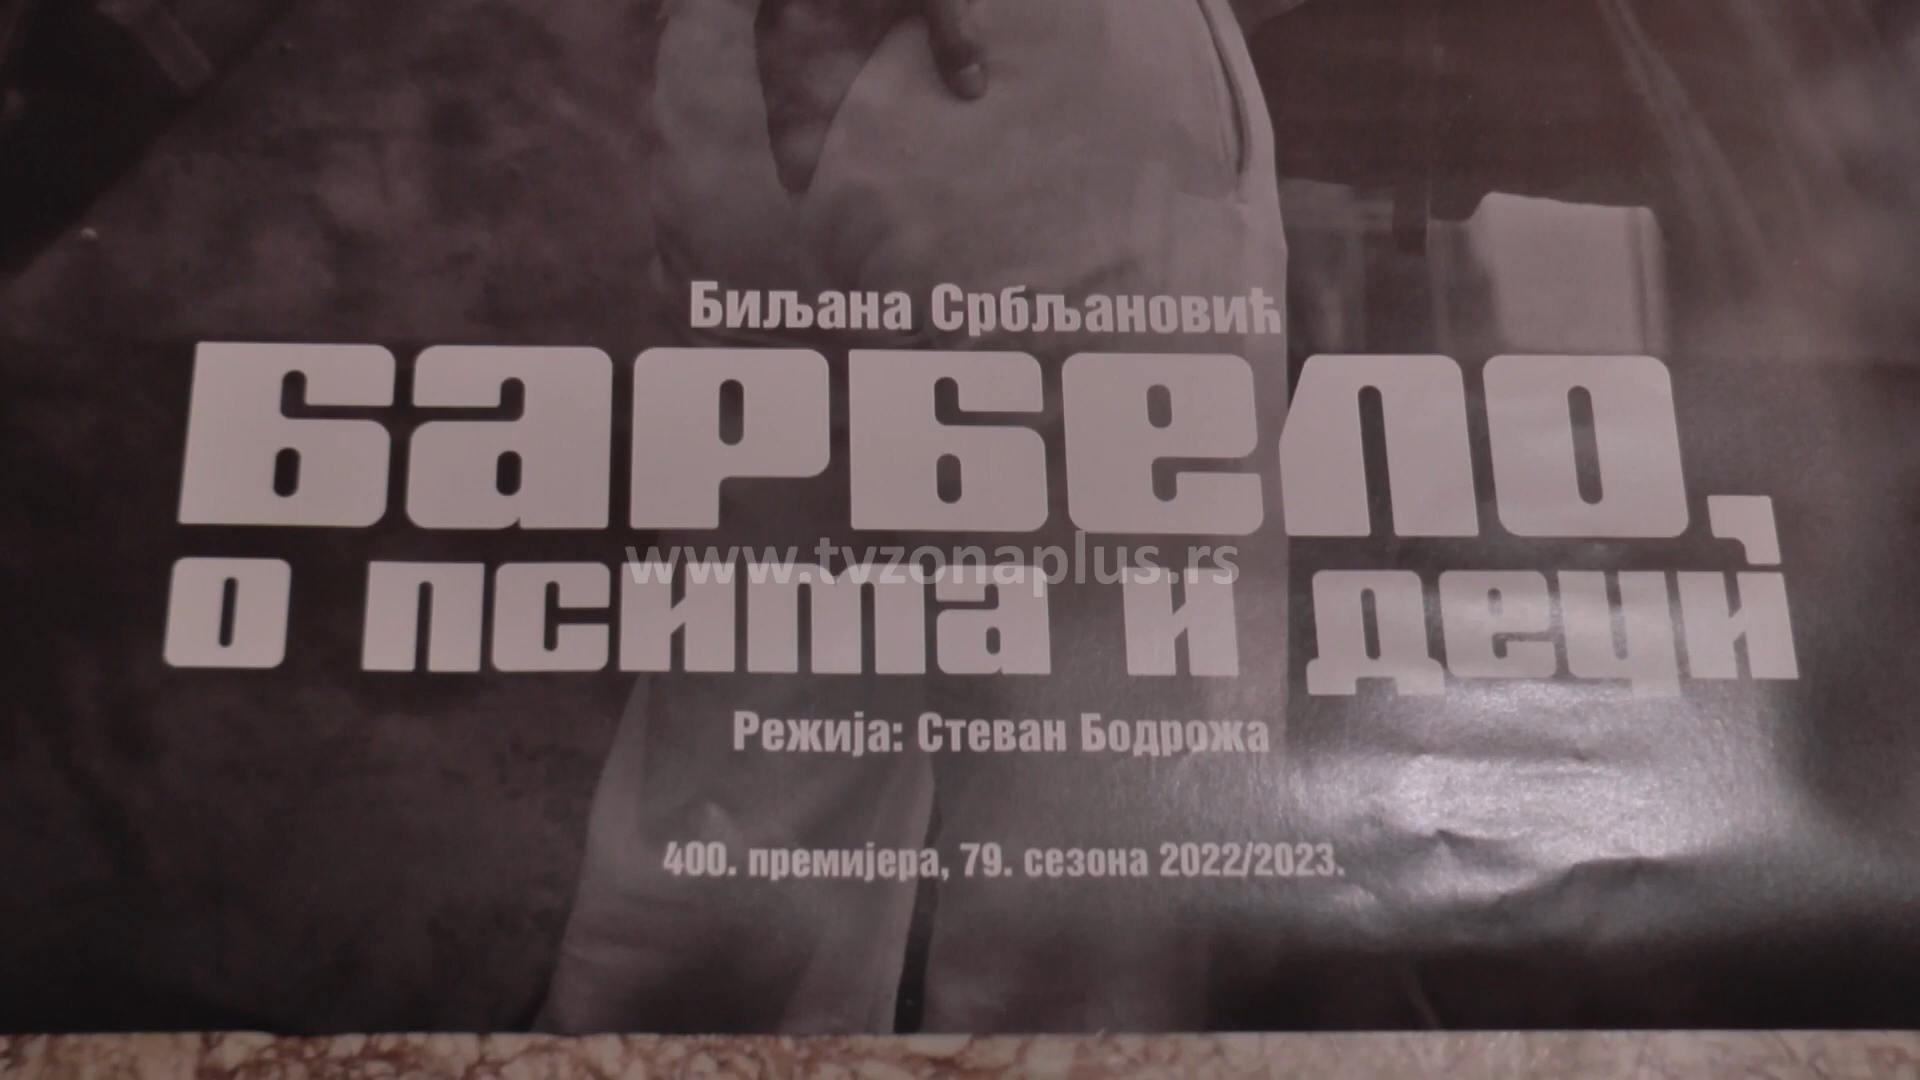 Биљана Србљановић
БАРБЕЛО,
о псима и деци
www.tvzonaplus.rs
Режија: Стеван Бодрожа
400. премијера, 79. сезона 2022/2023.